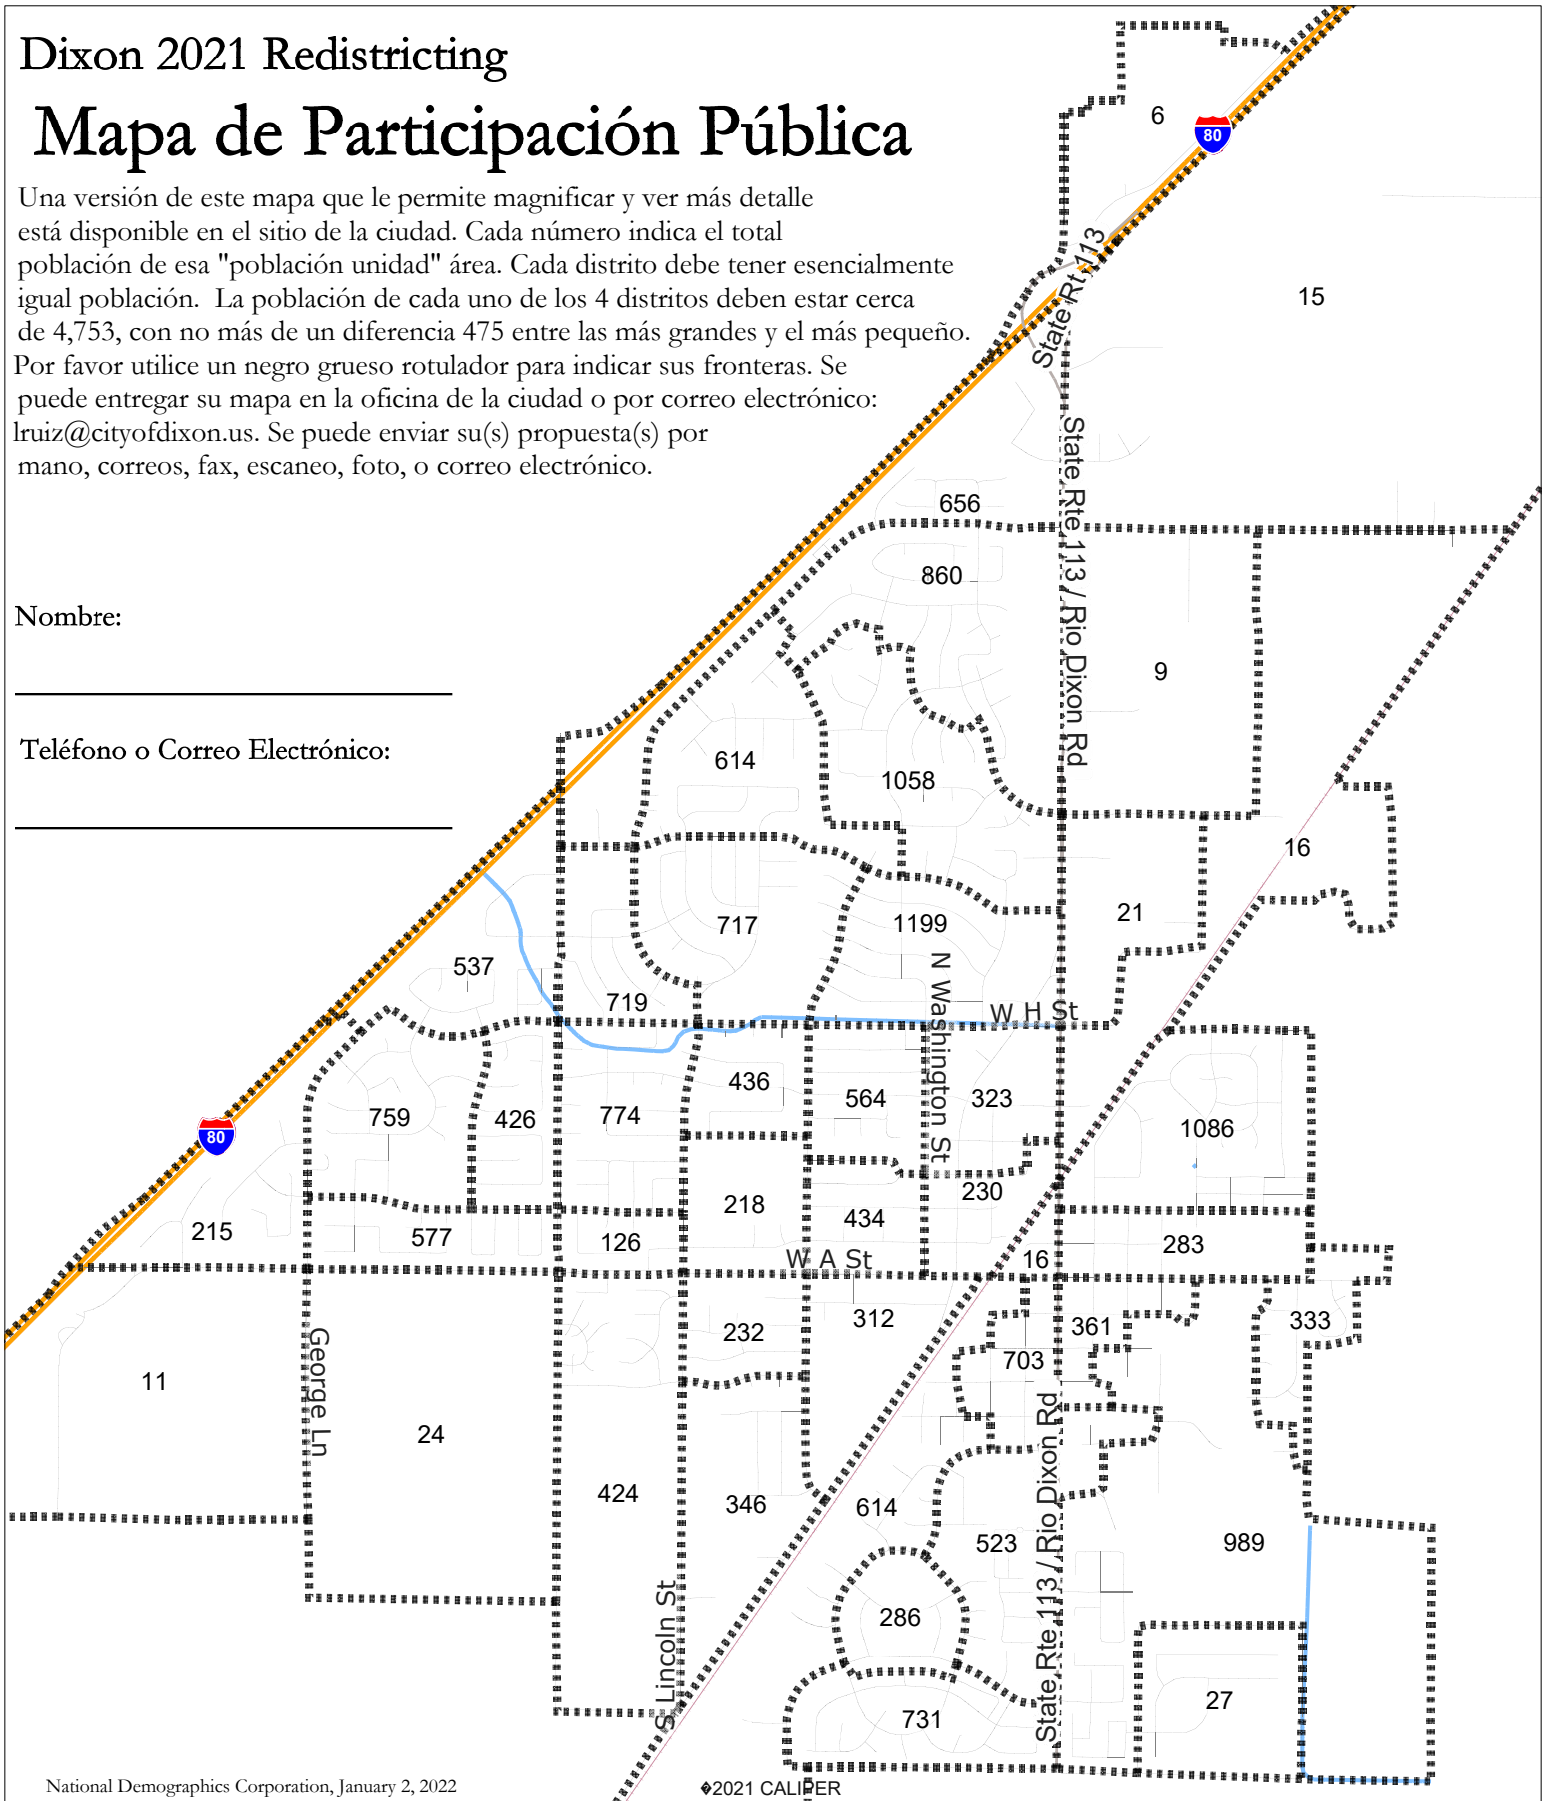 Dixon 2021 Redistricting
Mapa de Participación Pública
Una versión de este mapa que le permite magnificar y ver más detalle
está disponible en el sitio de la ciudad. Cada número indica el total
población de esa "población unidad" área. Cada distrito debe tener esencialmente
igual población.  La población de cada uno de los 4 distritos deben estar cerca
de 4,753, con no más de un diferencia 475 entre las más grandes y el más pequeño.
Por favor utilice un negro grueso rotulador para indicar sus fronteras. Se
puede entregar su mapa en la oficina de la ciudad o por correo electrónico:
lruiz@cityofdixon.us. Se puede enviar su(s) propuesta(s) por
mano, correos, fax, escaneo, foto, o correo electrónico.
Nombre:
Teléfono o Correo Electrónico:
6
80
State Rt 113
15
State Rte 113 / Rio Dixon Rd
656
860
9
614
1058
16
717
1199
21
537
719
N Washington St
W H St
436
564
323
759
426
774
1086
80
218
230
434
215
577
126
283
W A St
16
312
232
361
333
703
George Ln
11
24
424
346
614
523
989
State Rte 113 / Rio Dixon Rd
S Lincoln St
286
27
731
National Demographics Corporation, January 2, 2022
�2021 CALIPER